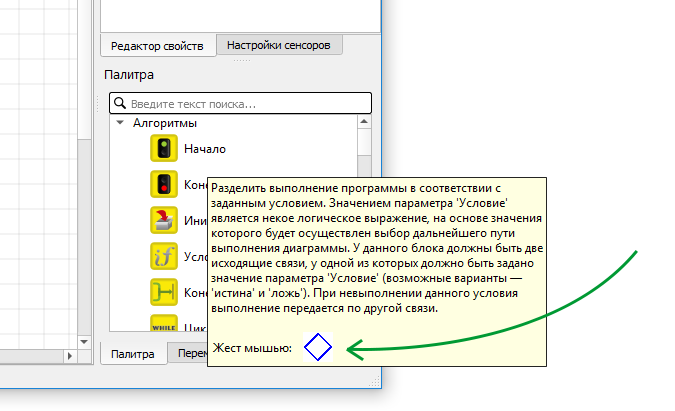 Редактор свойств
Настройки сенсоров
Палитра
Введите текст поиска...
Алгоритмы
Начало
Разделить выполнение программы в соответствии с
заданным условием. Значением параметра 'Условие'
является некое логическое выражение, на основе значения
которого будет осуществлен выбор дальнейшего пути
выполнения диаграммы. У данного блока должны быть две
исходящие связи, у одной из которых должно быть задано
значение параметра 'Условие' (возможные варианты —
'истина' и 'ложь'). При невыполнении данного условия
выполнение передается по другой связи.
Жест мышью:
Кон
Ини
if Усло
Кон
WHILE Цик
Палитра
Перем